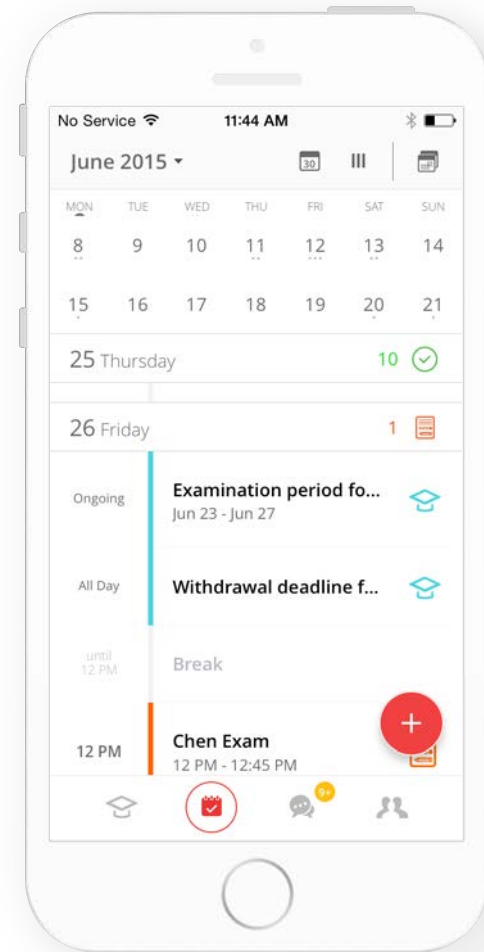 No Service 11:44 AM
June 2015 30
MON TUE WED THU FRI SAT SUN
8 9 10 11 12 13 14
15 16 17 18 19 20 21
25 Thursday 10
26 Friday 1
Ongoing
Examination period fo...
Jun 23 - Jun 27
All Day
Withdrawal deadline f...
until
12 PM
Break
12 PM
Chen Exam
12 PM - 12:45 PM
9+